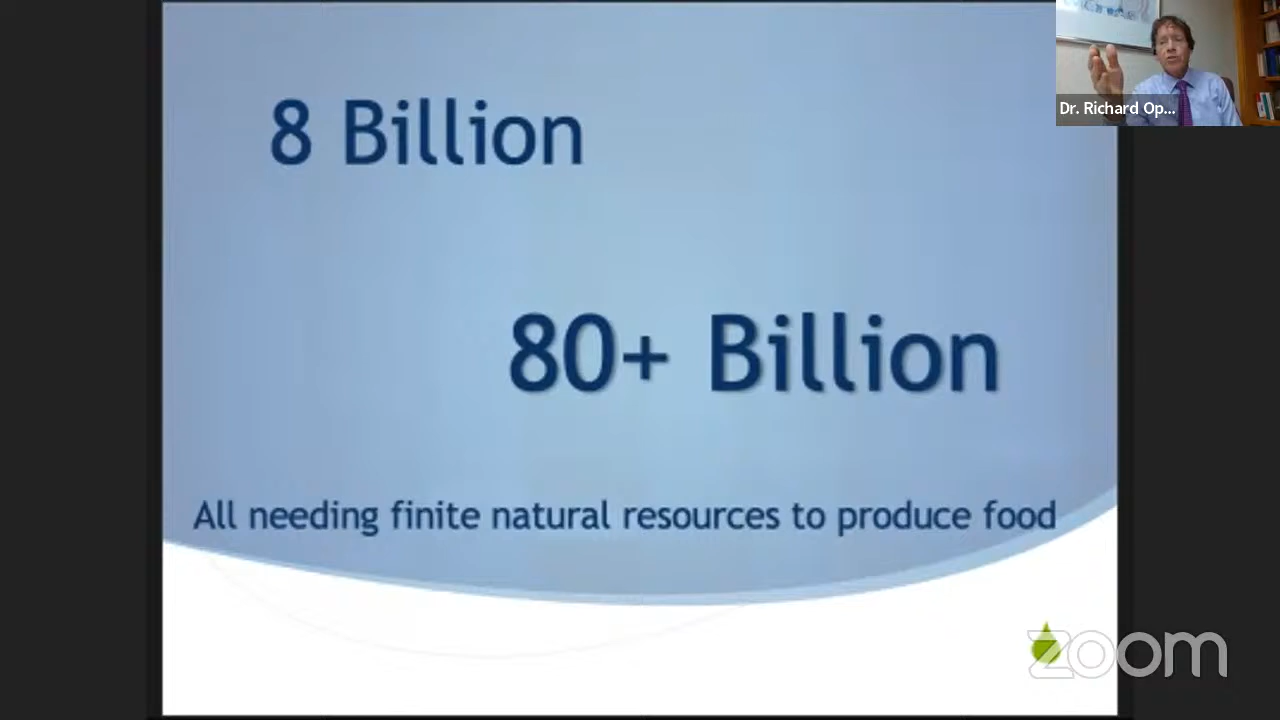 8 Billion
Dr. Richard Op...
80+ Billion
All needing finite natural resources to produce food
zoom